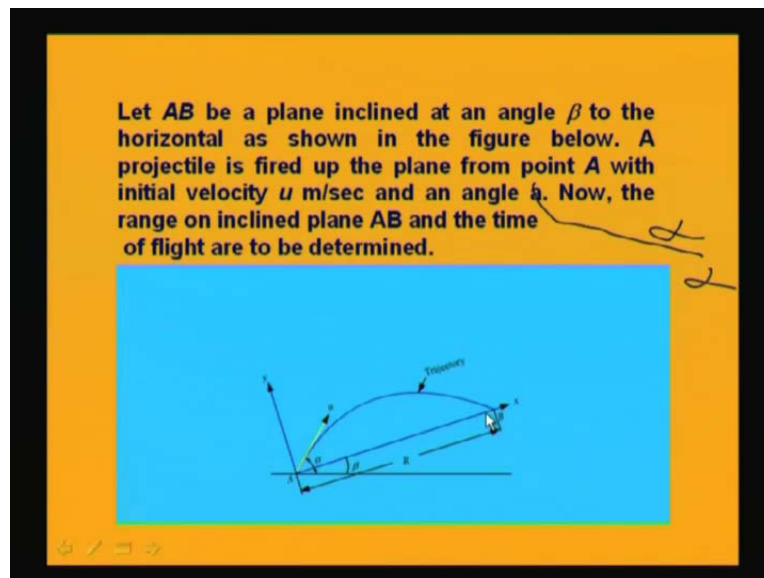 Let AB be a plane inclined at an angle β to the
horizontal as shown in the figure below. A
projectile is fired up the plane from point A with
initial velocity u m/sec and an angle a. Now, the
range on inclined plane AB and the time
of flight are to be determined.
α
α
Trajectory
y
u
x
B
α
β
R
A